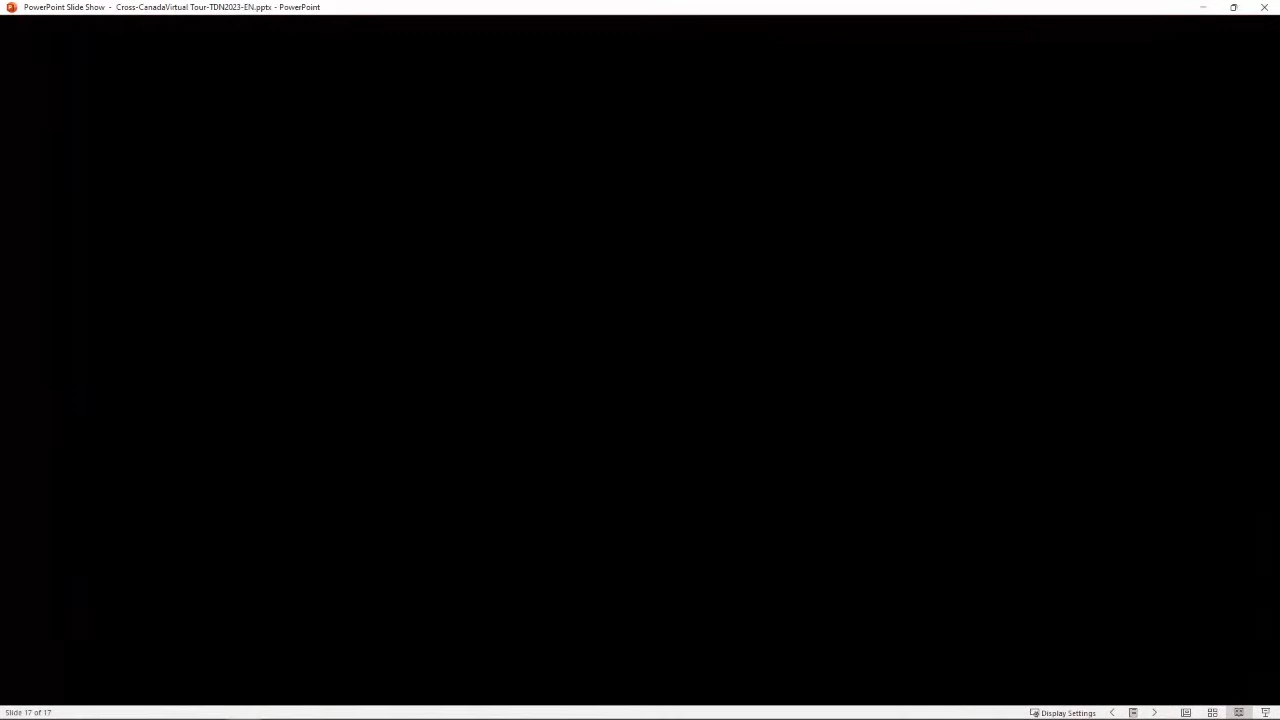 PowerPoint Slide Show - Cross-CanadaVirtual Tour-TDN2023-EN.pptx - PowerPoint
Slide 17 of 17
Display Settings